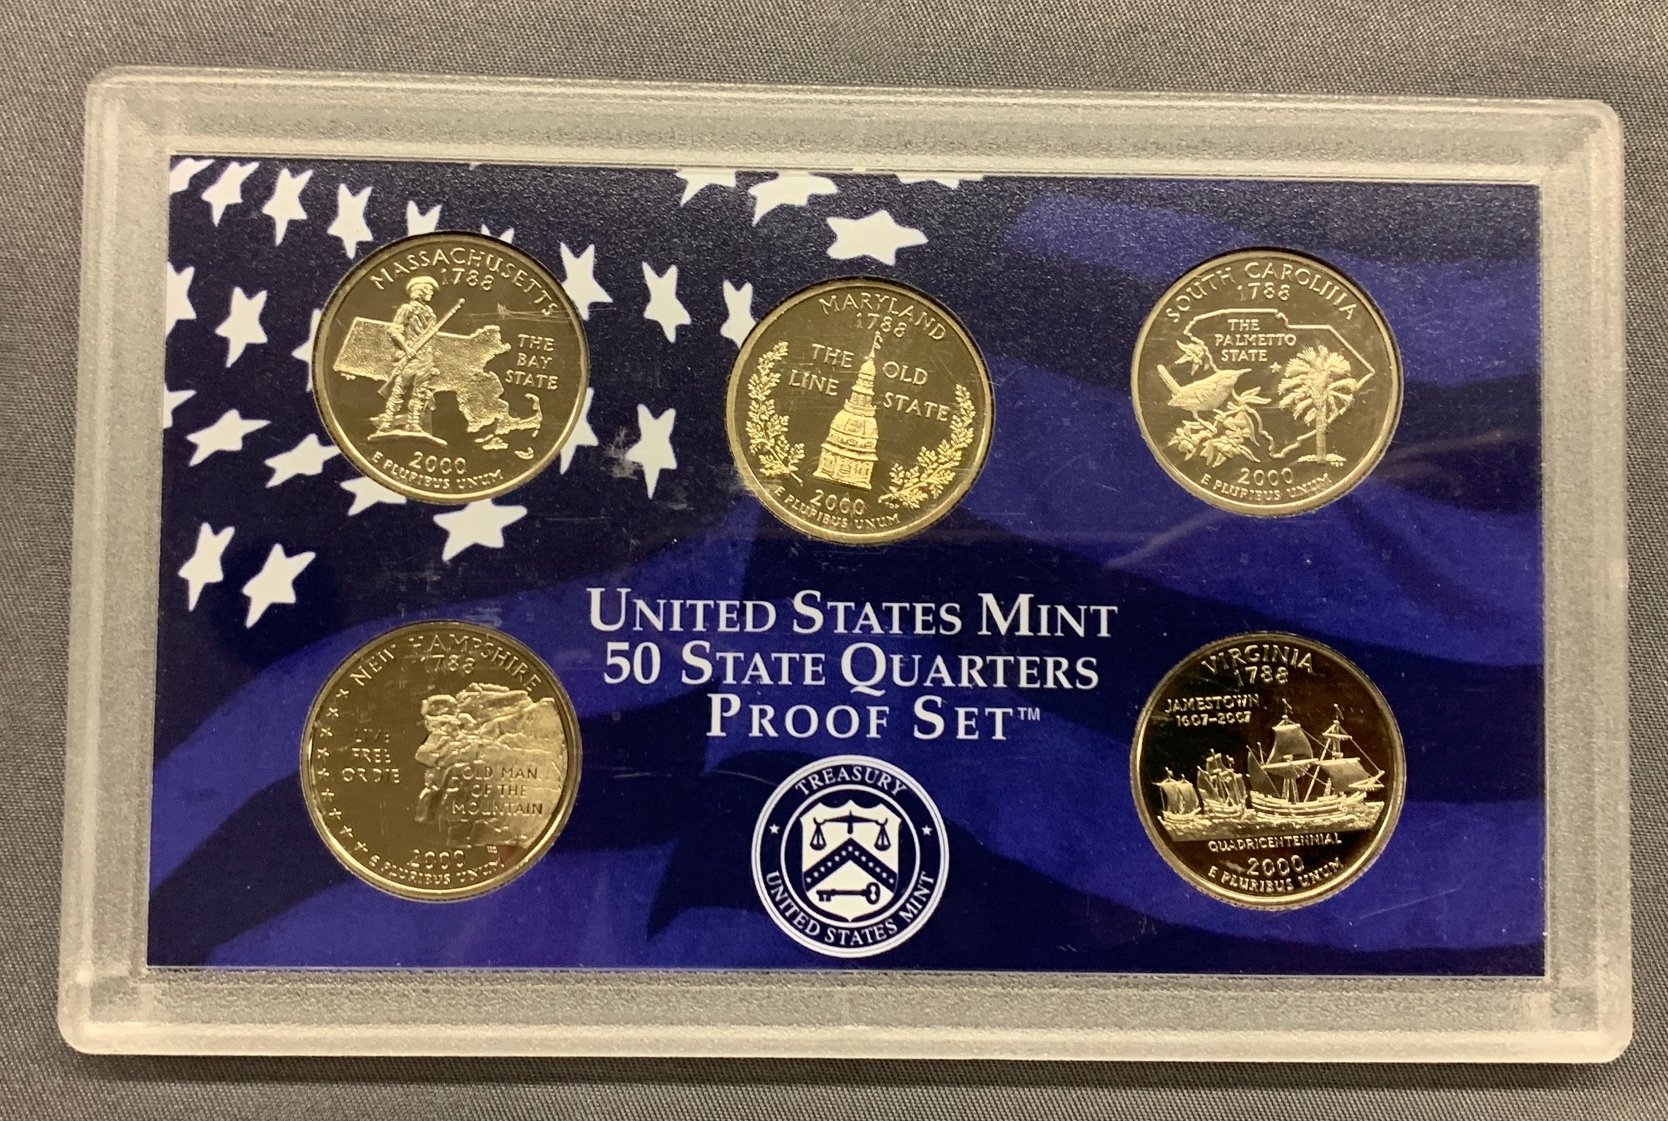 MASSACHUSETTS
1788
THE
BAY
STATE
2000
E PLURIBUS UNUM
MARYLAND
1788
THE OLD
LINE STATE
2000
E PLURIBUS UNUM
SOUTH CAROLINA
1788
THE
PALMETTO
STATE
2000
E PLURIBUS UNUM
UNITED STATES MINT
50 STATE QUARTERS
PROOF SET™
NEW HAMPSHIRE
1788
LIVE
FREE
OR DIE
OLD MAN
OF THE
MOUNTAIN
2000
E PLURIBUS UNUM
TREASURY
UNITED STATES MINT
VIRGINIA
1788
JAMESTOWN
1607-2007
QUADRICENTENNIAL
2000
E PLURIBUS UNUM